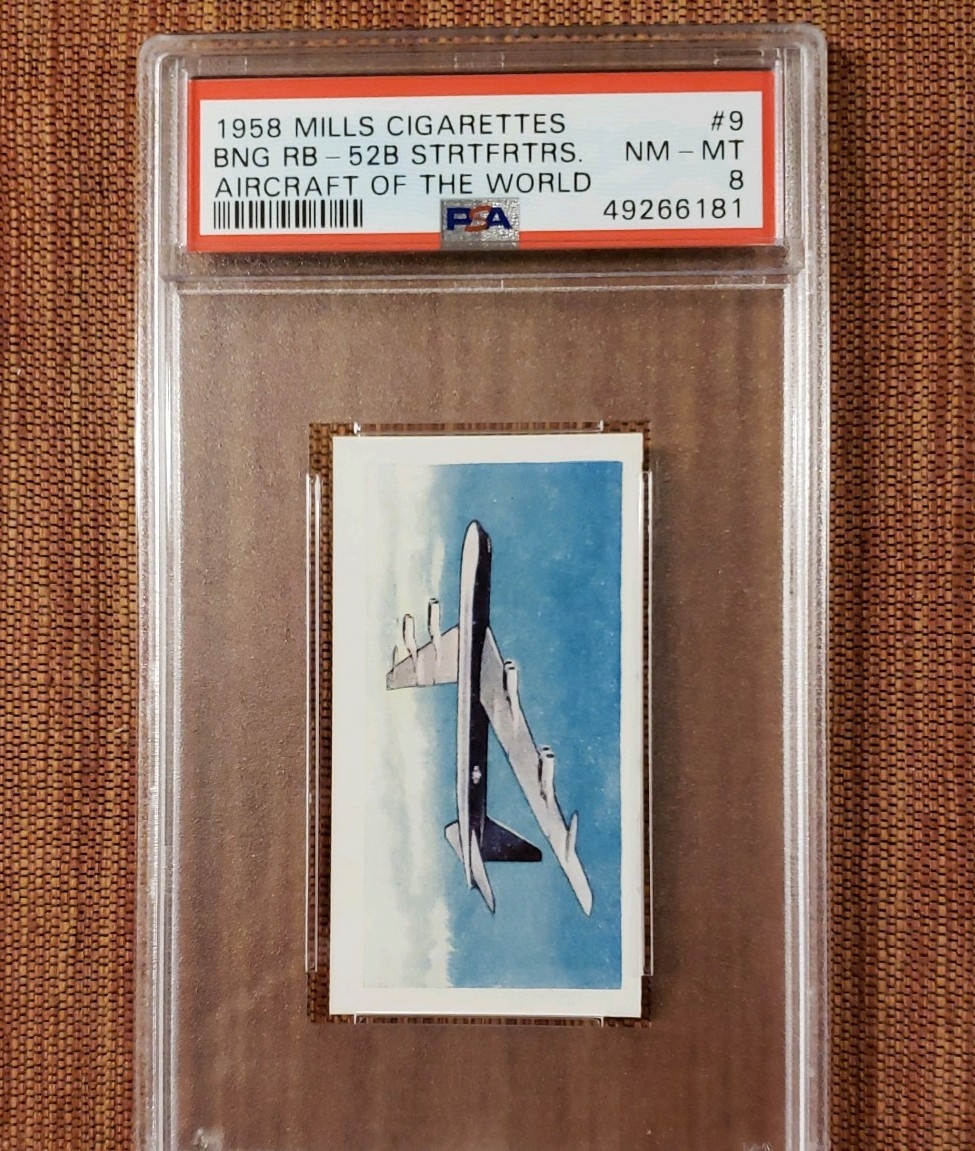 1958 MILLS CIGARETTES #9
BNG RB-52B STRTFRTRS. NM-MT
AIRCRAFT OF THE WORLD 8
PSA 49266181